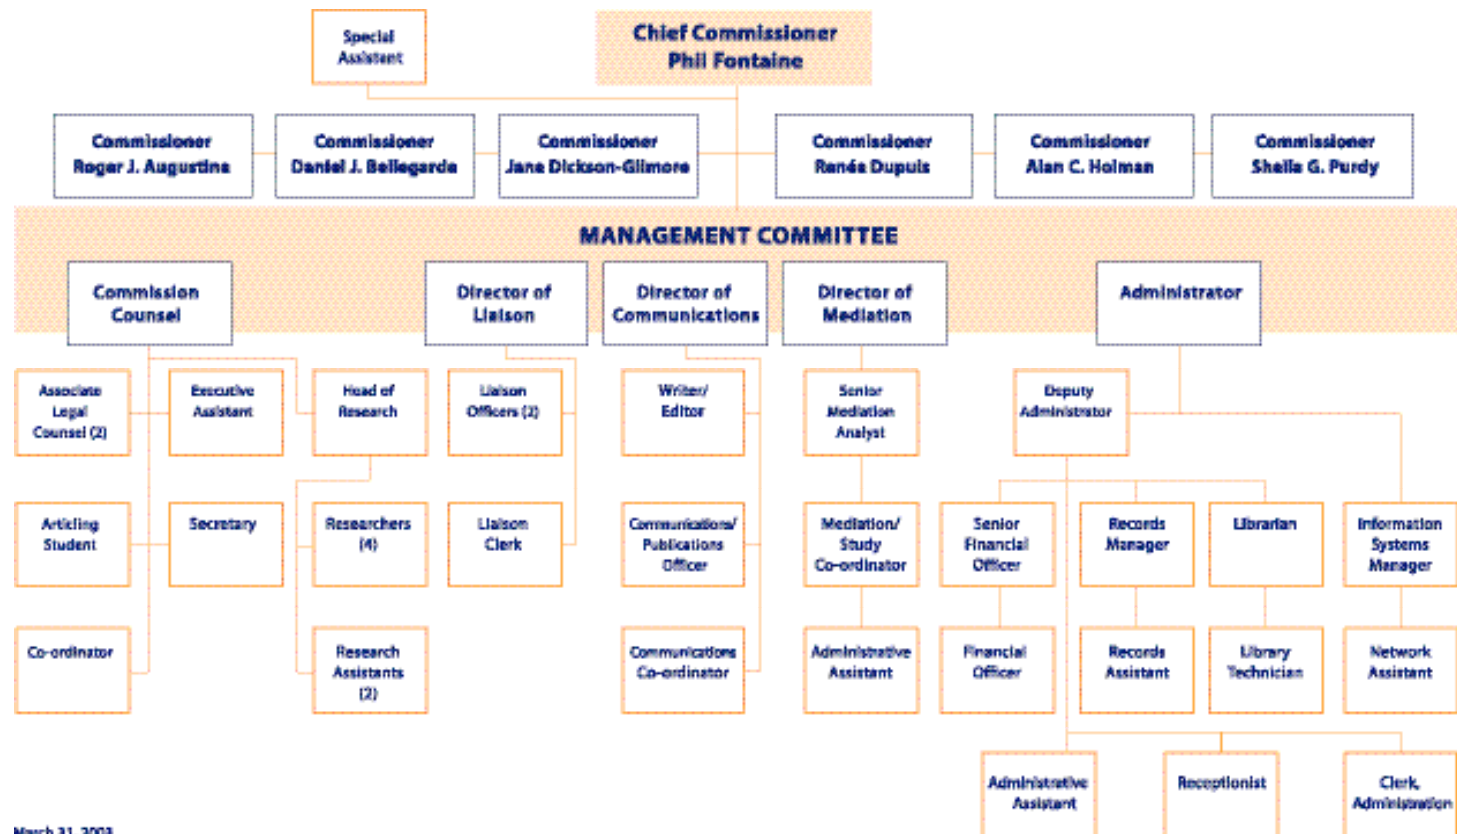 Special
Assistant
Chief Commissioner
Phil Fontaine
Commissioner
Roger J. Augustine
Commissioner
Daniel J. Bellegarde
Commissioner
Jane Dickson-Gilmore
Commissioner
Renée Dupuis
Commissioner
Alan C. Holman
Commissioner
Sheila G. Purdy
MANAGEMENT COMMITTEE
Commission
Counsel
Director of
Liaison
Director of
Communications
Director of
Mediation
Administrator
Associate
Legal
Counsel (2)
Executive
Assistant
Head of
Research
Liaison
Officers (2)
Writer/
Editor
Senior
Mediation
Analyst
Deputy
Administrator
Articling
Student
Secretary
Researchers
(4)
Liaison
Clerk
Communications/
Publications
Officer
Mediation/
Study
Co-ordinator
Senior
Financial
Officer
Records
Manager
Librarian
Information
Systems
Manager
Co-ordinator
Research
Assistants
(2)
Communications
Co-ordinator
Administrative
Assistant
Financial
Officer
Records
Assistant
Library
Technician
Network
Assistant
Administrative
Assistant
Receptionist
Clerk,
Administration
March 31, 2003